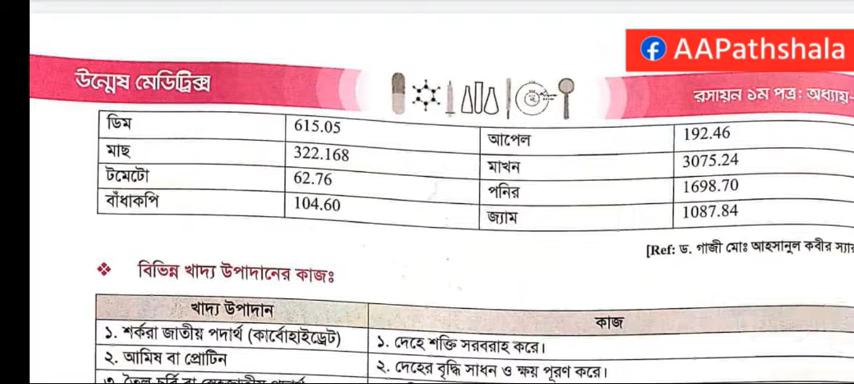 AAPathshala
উন্মেষ মেডিট্রিক্স
রসায়ন ১ম পত্র: অধ্যায়-
ডিম 615.05 আপেল 192.46
মাছ 322.168 মাখন 3075.24
টমেটো 62.76 পনির 1698.70
বাঁধাকপি 104.60 জ্যাম 1087.84
[Ref: ড. গাজী মোঃ আহসানুল কবীর স্যার
❖ বিভিন্ন খাদ্য উপাদানের কাজঃ
খাদ্য উপাদান কাজ
১. শর্করা জাতীয় পদার্থ (কার্বোহাইড্রেট) ১. দেহে শক্তি সরবরাহ করে।
২. আমিষ বা প্রোটিন ২. দেহের বৃদ্ধি সাধন ও ক্ষয় পূরণ করে।